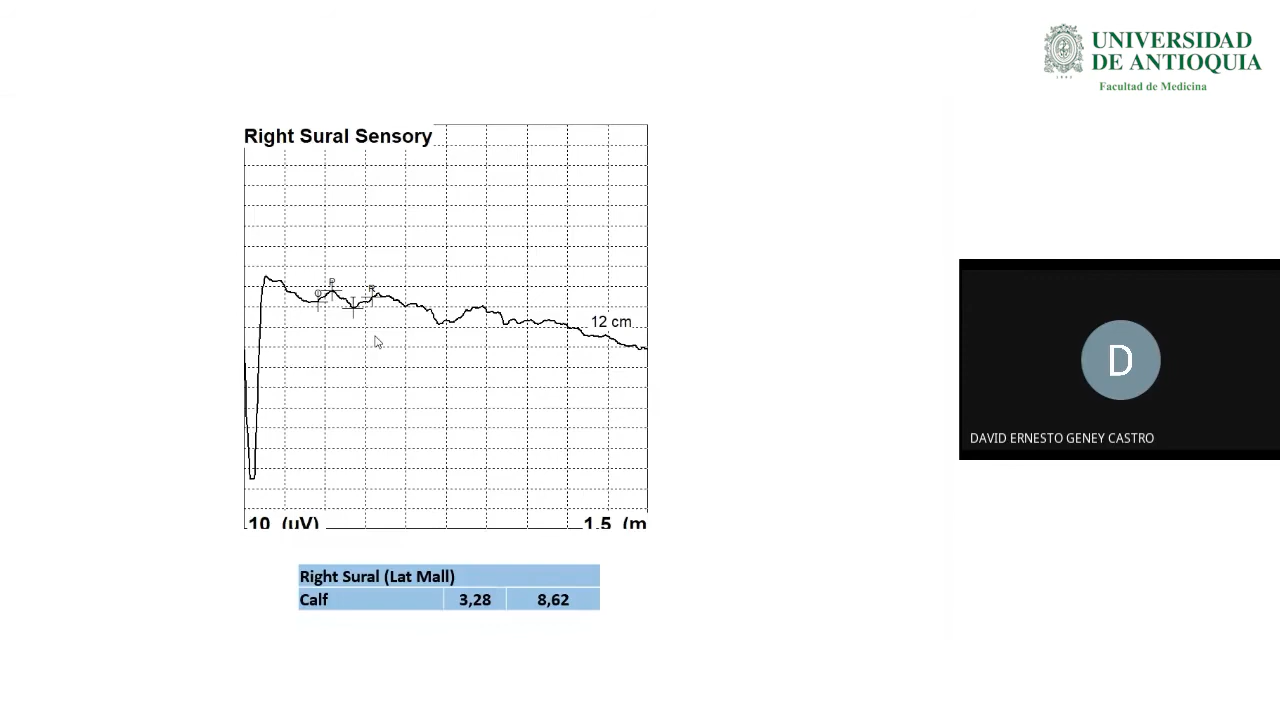 UNIVERSIDAD
DE ANTIOQUIA
1803
Facultad de Medicina
Right Sural Sensory
O P T R
12 cm
10 (uV) 1.5 (m
D
DAVID ERNESTO GENEY CASTRO
Right Sural (Lat Mall)
Calf 3,28 8,62